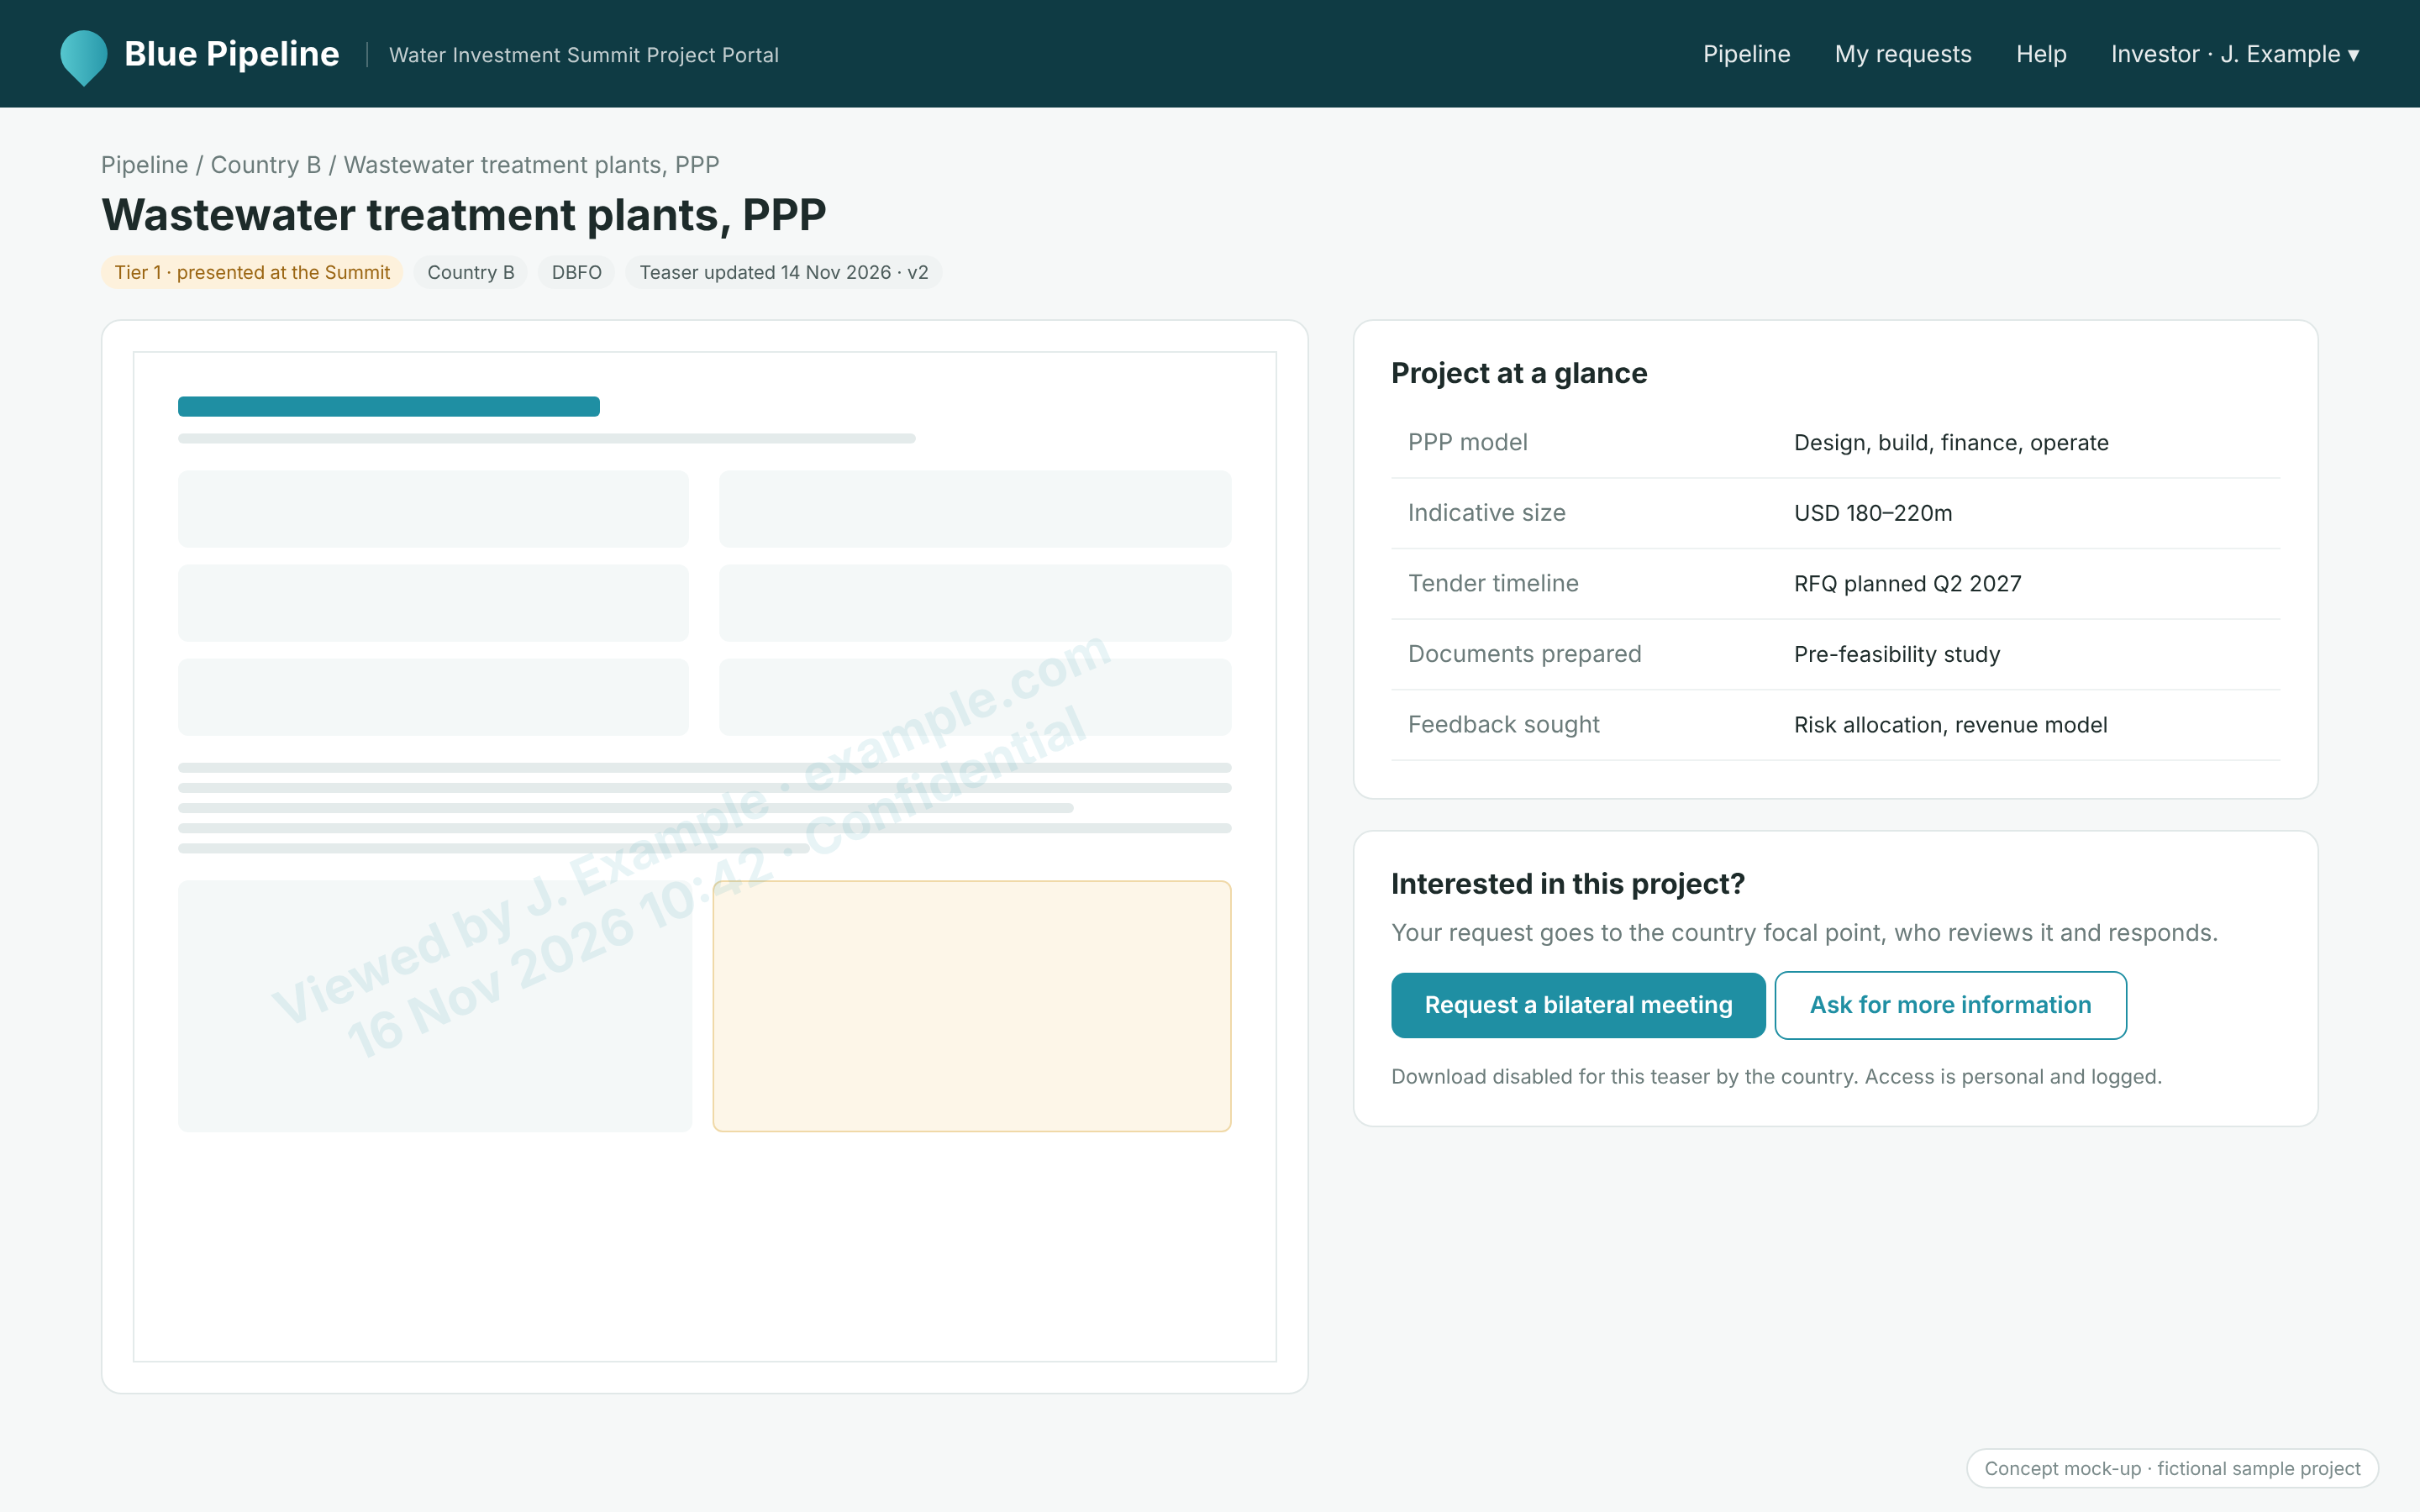 Blue Pipeline
Water Investment Summit Project Portal
Pipeline
My requests
Help
Investor · J. Example ▾
Pipeline / Country B / Wastewater treatment plants, PPP
Wastewater treatment plants, PPP
Tier 1 · presented at the Summit
Country B
DBFO
Teaser updated 14 Nov 2026 · v2
Viewed by J. Example · example.com
16 Nov 2026 10:42 · Confidential
Project at a glance
PPP model Design, build, finance, operate
Indicative size USD 180–220m
Tender timeline RFQ planned Q2 2027
Documents prepared Pre-feasibility study
Feedback sought Risk allocation, revenue model
Interested in this project?
Your request goes to the country focal point, who reviews it and responds.
Request a bilateral meeting
Ask for more information
Download disabled for this teaser by the country. Access is personal and logged.
Concept mock-up · fictional sample project